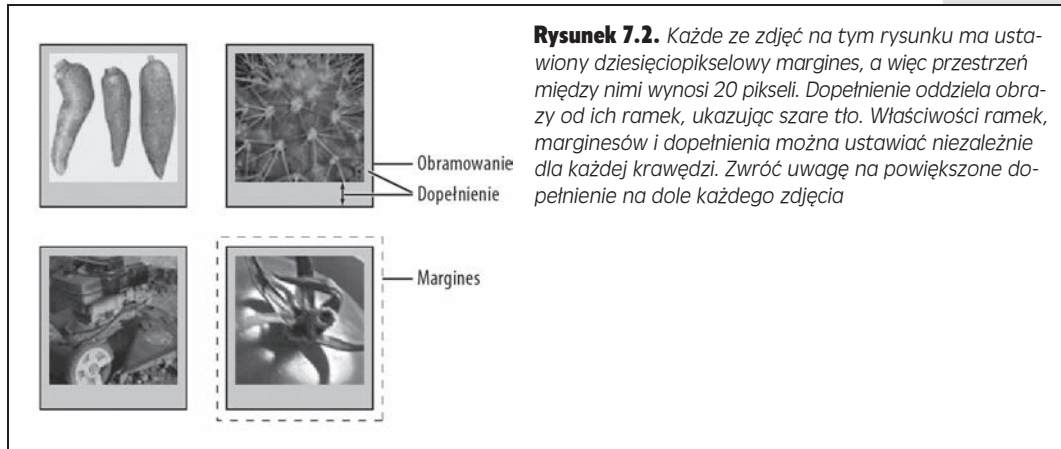 Rysunek 7.2. Każde ze zdjęć na tym rysunku ma usta-
wiony dziesięciopikselowy margines, a więc przestrzeń
między nimi wynosi 20 pikseli. Dopełnienie oddziela obra-
zy od ich ramek, ukazując szare tło. Właściwości ramek,
marginesów i dopełnienia można ustawiać niezależnie
dla każdej krawędzi. Zwróć uwagę na powiększone do-
pełnienie na dole każdego zdjęcia
Obramowanie
Dopełnienie
Margines